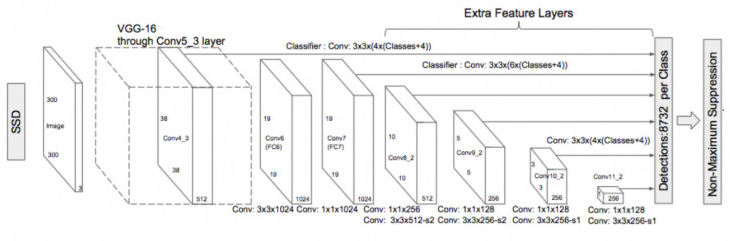 Extra Feature Layers
VGG-16
through Conv5_3 layer
Classifier : Conv: 3x3x(4x(Classes+4))
Classifier : Conv: 3x3x(6x(Classes+4))
SSD
300
Image
300
3
38
Conv4_3
38
512
19
Conv6
(FC6)
19
1024
19
Conv7
(FC7)
19
1024
10
Conv8_2
10
512
5
Conv9_2
5
256
Conv: 3x3x(4x(Classes+4))
3
Conv10_2
3
256
Conv11_2
1
256
Detections:8732 per Class
Non-Maximum Suppression
Conv: 3x3x1024
Conv: 1x1x1024
Conv: 1x1x256
Conv: 3x3x512-s2
Conv: 1x1x128
Conv: 3x3x256-s2
Conv: 1x1x128
Conv: 3x3x256-s1
Conv: 1x1x128
Conv: 3x3x256-s1